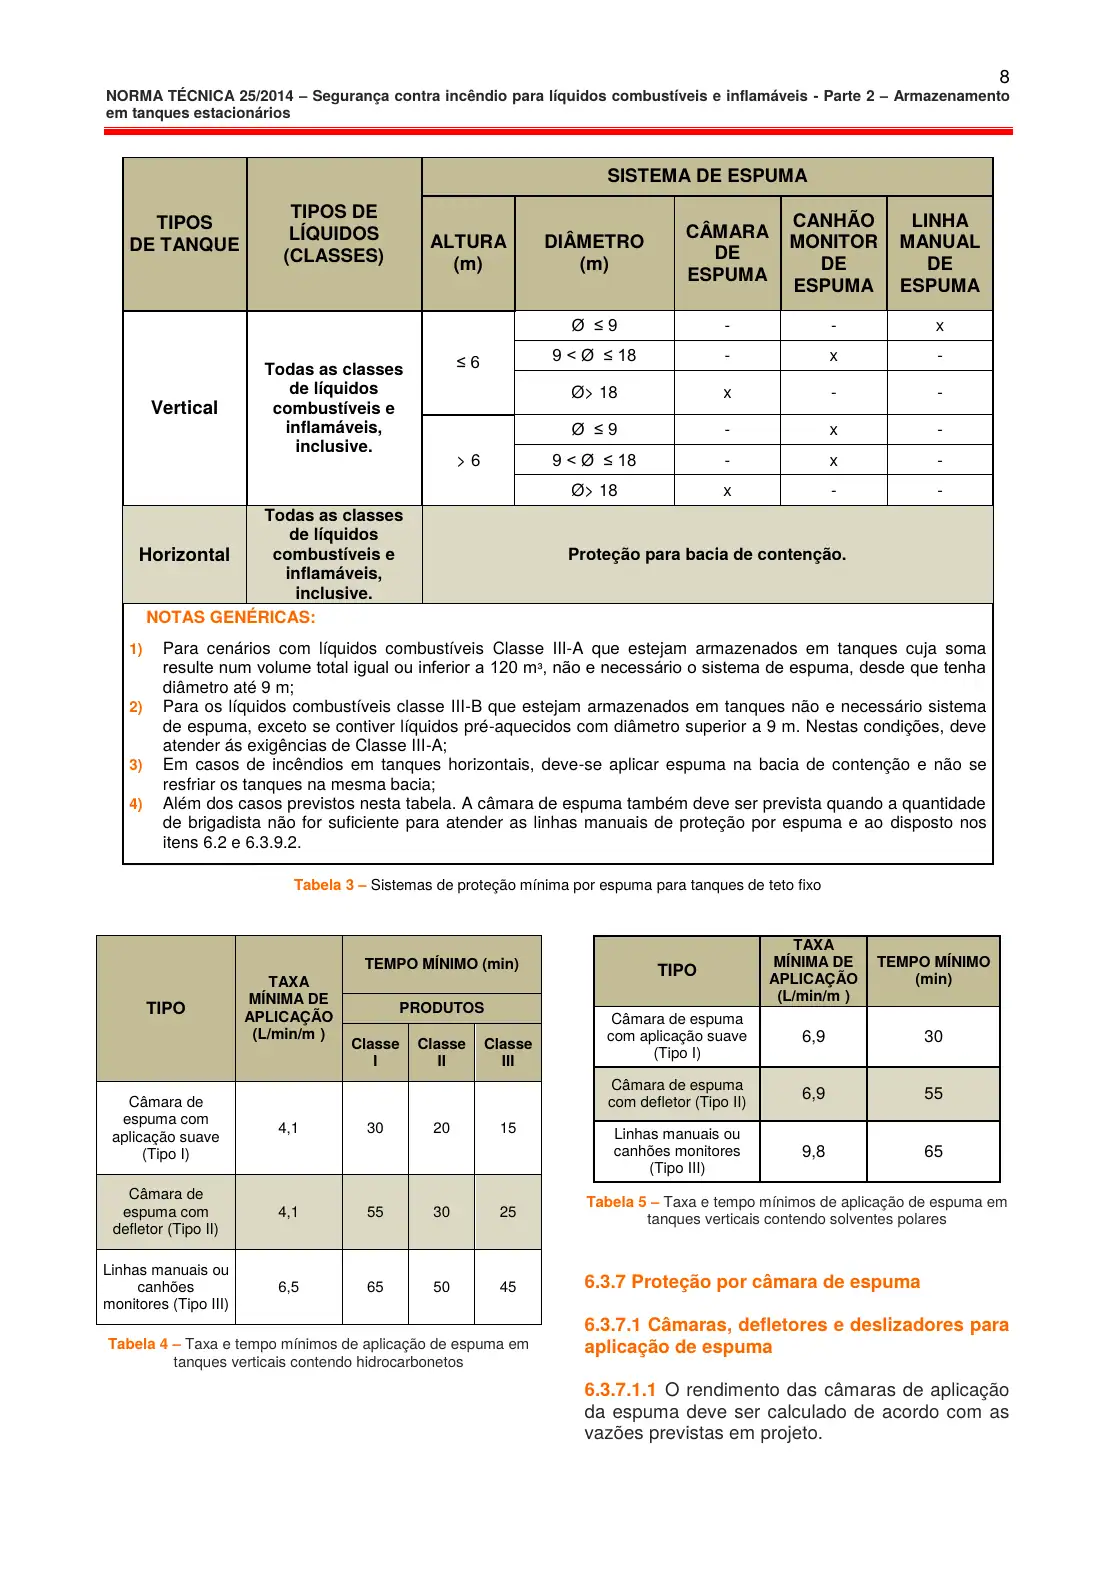 8
NORMA TÉCNICA 25/2014 – Segurança contra incêndio para líquidos combustíveis e inflamáveis - Parte 2 – Armazenamento
em tanques estacionários
TIPOS
DE TANQUE
TIPOS DE
LÍQUIDOS
(CLASSES)
SISTEMA DE ESPUMA
ALTURA
(m)
DIÂMETRO
(m)
CÂMARA
DE
ESPUMA
CANHÃO
MONITOR
DE
ESPUMA
LINHA
MANUAL
DE
ESPUMA
Vertical
Todas as classes
de líquidos
combustíveis e
inflamáveis,
inclusive.
≤ 6
Ø ≤ 9 - - x
9 < Ø ≤ 18 - x -
Ø> 18 x - -
> 6
Ø ≤ 9 - x -
9 < Ø ≤ 18 - x -
Ø> 18 x - -
Horizontal
Todas as classes
de líquidos
combustíveis e
inflamáveis,
inclusive.
Proteção para bacia de contenção.
NOTAS GENÉRICAS:
1) Para cenários com líquidos combustíveis Classe III-A que estejam armazenados em tanques cuja soma
resulte num volume total igual ou inferior a 120 m³, não e necessário o sistema de espuma, desde que tenha
diâmetro até 9 m;
2) Para os líquidos combustíveis classe III-B que estejam armazenados em tanques não e necessário sistema
de espuma, exceto se contiver líquidos pré-aquecidos com diâmetro superior a 9 m. Nestas condições, deve
atender ás exigências de Classe III-A;
3) Em casos de incêndios em tanques horizontais, deve-se aplicar espuma na bacia de contenção e não se
resfriar os tanques na mesma bacia;
4) Além dos casos previstos nesta tabela. A câmara de espuma também deve ser prevista quando a quantidade
de brigadista não for suficiente para atender as linhas manuais de proteção por espuma e ao disposto nos
itens 6.2 e 6.3.9.2.
Tabela 3 – Sistemas de proteção mínima por espuma para tanques de teto fixo
TIPO
TAXA
MÍNIMA DE
APLICAÇÃO
(L/min/m )
TEMPO MÍNIMO (min)
PRODUTOS
Classe
I
Classe
II
Classe
III
Câmara de
espuma com
aplicação suave
(Tipo I)
4,1 30 20 15
Câmara de
espuma com
defletor (Tipo II)
4,1 55 30 25
Linhas manuais ou
canhões
monitores (Tipo III)
6,5 65 50 45
Tabela 4 – Taxa e tempo mínimos de aplicação de espuma em
tanques verticais contendo hidrocarbonetos
TIPO
TAXA
MÍNIMA DE
APLICAÇÃO
(L/min/m )
TEMPO MÍNIMO
(min)
Câmara de espuma
com aplicação suave
(Tipo I)
6,9 30
Câmara de espuma
com defletor (Tipo II)
6,9 55
Linhas manuais ou
canhões monitores
(Tipo III)
9,8 65
Tabela 5 – Taxa e tempo mínimos de aplicação de espuma em
tanques verticais contendo solventes polares
6.3.7 Proteção por câmara de espuma
6.3.7.1 Câmaras, defletores e deslizadores para
aplicação de espuma
6.3.7.1.1 O rendimento das câmaras de aplicação
da espuma deve ser calculado de acordo com as
vazões previstas em projeto.